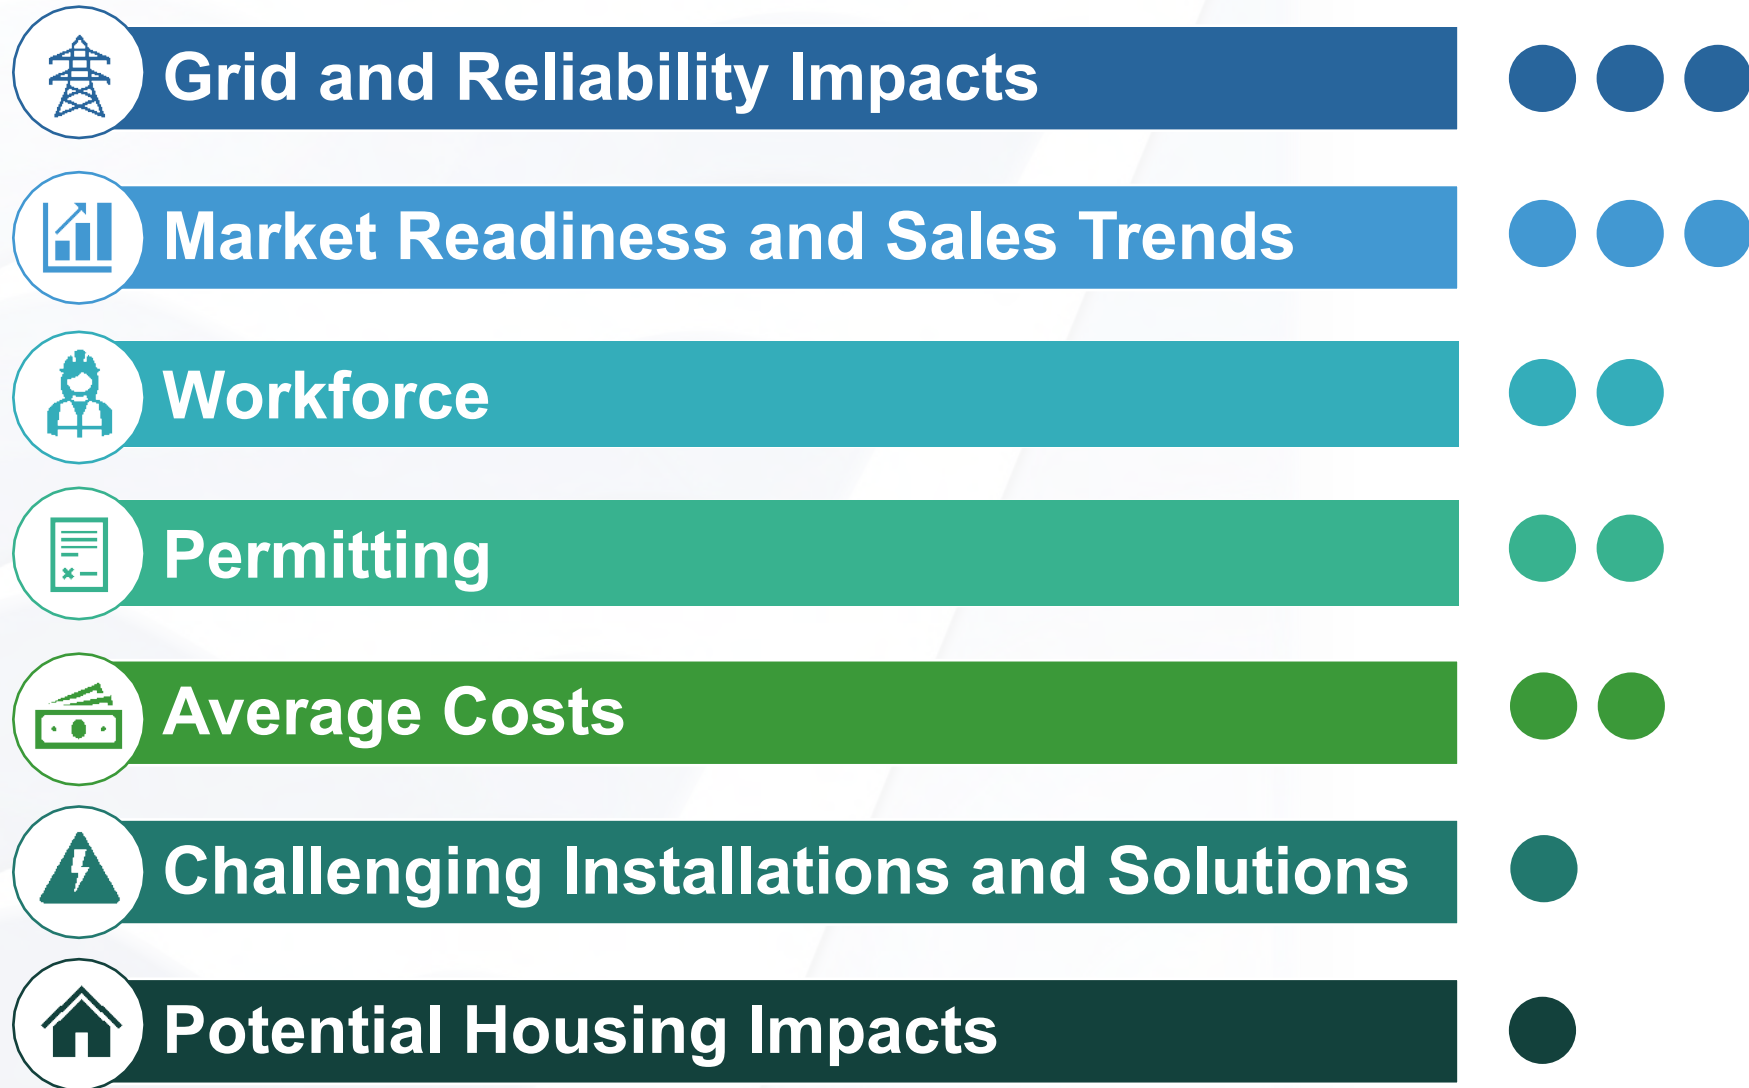 Grid and Reliability Impacts
Market Readiness and Sales Trends
Workforce
Permitting
Average Costs
Challenging Installations and Solutions
Potential Housing Impacts